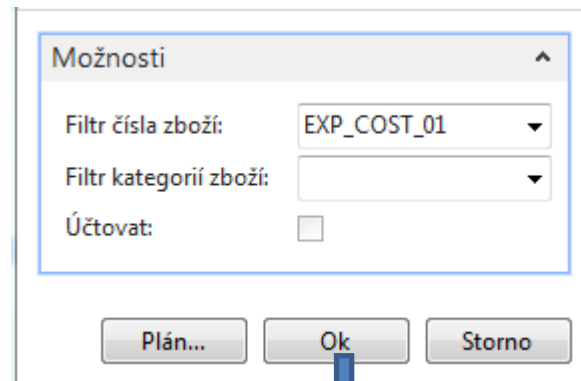 Možnosti
Filtr čísla zboží: EXP_COST_01
Filtr kategorií zboží:
Účtovat:
Plán... Ok Storno